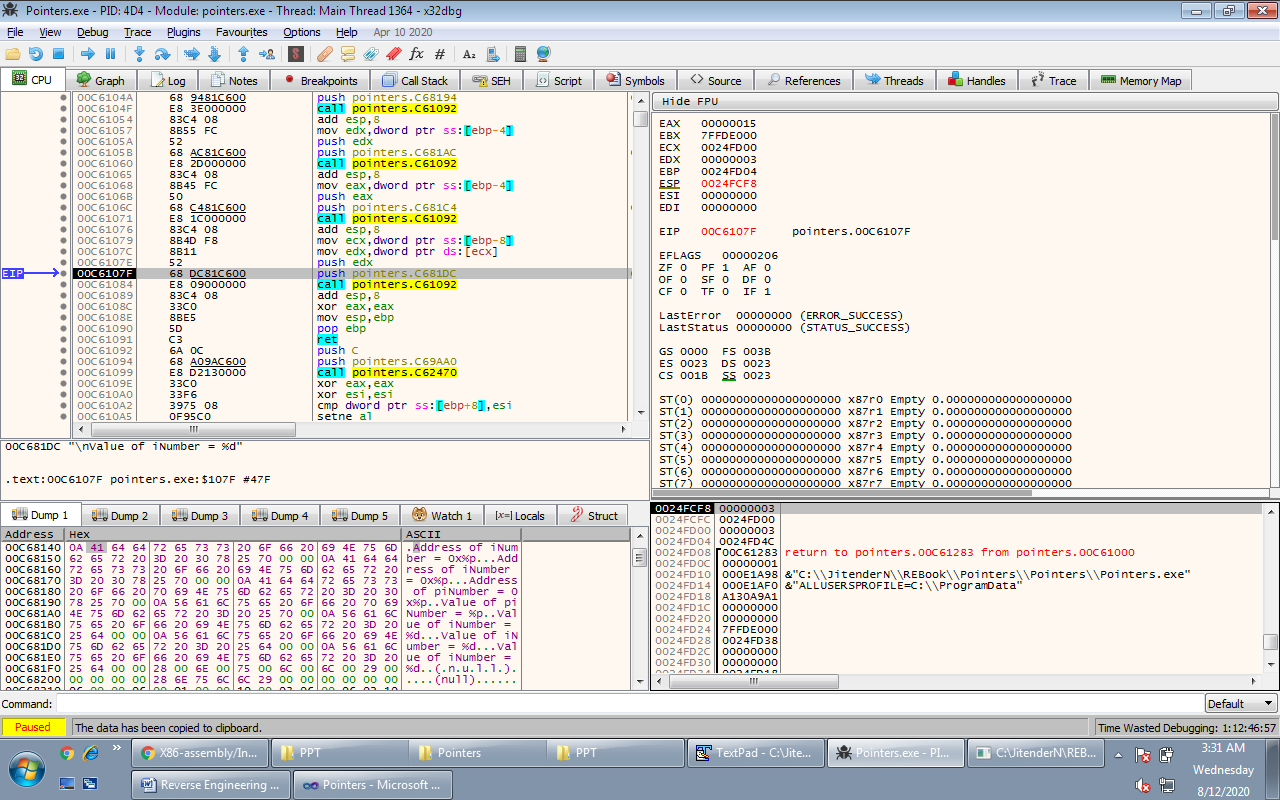 Pointers.exe - PID: 4D4 - Module: pointers.exe - Thread: Main Thread 1364 - x32dbg
File View Debug Trace Plugins Favourites Options Help Apr 10 2020
CPU Graph Log Notes Breakpoints Call Stack SEH Script Symbols Source References Threads Handles Trace Memory Map
00C6104A 68 9481C600 push pointers.C68194
00C6104F E8 3E000000 call pointers.C61092
00C61054 83C4 08 add esp,8
00C61057 8B55 FC mov edx,dword ptr ss:[ebp-4]
00C6105A 52 push edx
00C6105B 68 AC81C600 push pointers.C681AC
00C61060 E8 2D000000 call pointers.C61092
00C61065 83C4 08 add esp,8
00C61068 8B45 FC mov eax,dword ptr ss:[ebp-4]
00C6106B 50 push eax
00C6106C 68 C481C600 push pointers.C681C4
00C61071 E8 1C000000 call pointers.C61092
00C61076 83C4 08 add esp,8
00C61079 8B4D F8 mov ecx,dword ptr ss:[ebp-8]
00C6107C 8B11 mov edx,dword ptr ds:[ecx]
00C6107E 52 push edx
EIP 00C6107F 68 DC81C600 push pointers.C681DC
00C61084 E8 09000000 call pointers.C61092
00C61089 83C4 08 add esp,8
00C6108C 33C0 xor eax,eax
00C6108E 8BE5 mov esp,ebp
00C61090 5D pop ebp
00C61091 C3 ret
00C61092 6A 0C push C
00C61094 68 A09AC600 push pointers.C69AA0
00C61099 E8 D2130000 call pointers.C62470
00C6109E 33C0 xor eax,eax
00C610A0 33F6 xor esi,esi
00C610A2 3975 08 cmp dword ptr ss:[ebp+8],esi
00C610A5 0F95C0 setne al
Hide FPU
EAX 00000015
EBX 7FFDE000
ECX 0024FD00
EDX 00000003
EBP 0024FD04
ESP 0024FCF8
ESI 00000000
EDI 00000000
EIP 00C6107F pointers.00C6107F
EFLAGS 00000206
ZF 0 PF 1 AF 0
OF 0 SF 0 DF 0
CF 0 TF 0 IF 1
LastError 00000000 (ERROR_SUCCESS)
LastStatus 00000000 (STATUS_SUCCESS)
GS 0000 FS 003B
ES 0023 DS 0023
CS 001B SS 0023
ST(0) 00000000000000000000 x87r0 Empty 0.000000000000000000
ST(1) 00000000000000000000 x87r1 Empty 0.000000000000000000
ST(2) 00000000000000000000 x87r2 Empty 0.000000000000000000
ST(3) 00000000000000000000 x87r3 Empty 0.000000000000000000
ST(4) 00000000000000000000 x87r4 Empty 0.000000000000000000
ST(5) 00000000000000000000 x87r5 Empty 0.000000000000000000
ST(6) 00000000000000000000 x87r6 Empty 0.000000000000000000
ST(7) 00000000000000000000 x87r7 Empty 0.000000000000000000
00C681DC "\nValue of iNumber = %d"
.text:00C6107F pointers.exe:$107F #47F
Dump 1 Dump 2 Dump 3 Dump 4 Dump 5 Watch 1 Locals Struct
Address Hex ASCII
00C68140 0A 41 64 64 72 65 73 73 20 6F 66 20 69 4E 75 6D .Address of iNum
00C68150 62 65 72 20 3D 20 30 78 25 70 00 00 0A 41 64 64 ber = 0x%p...Add
00C68160 72 65 73 73 20 6F 66 20 69 4E 75 6D 62 65 72 20 ress of iNumber
00C68170 3D 20 30 78 25 70 00 00 0A 41 64 64 72 65 73 73 = 0x%p...Address
00C68180 20 6F 66 20 70 69 4E 75 6D 62 65 72 20 3D 20 30 of piNumber = 0
00C68190 78 25 70 00 0A 56 61 6C 75 65 20 6F 66 20 70 69 x%p..Value of pi
00C681A0 4E 75 6D 62 65 72 20 3D 20 25 70 00 0A 56 61 6C Number = %p..Val
00C681B0 75 65 20 6F 66 20 69 4E 75 6D 62 65 72 20 3D 20 ue of iNumber =
00C681C0 25 64 00 00 0A 56 61 6C 75 65 20 6F 66 20 69 4E %d...Value of iN
00C681D0 75 6D 62 65 72 20 3D 20 25 64 00 00 0A 56 61 6C umber = %d...Val
00C681E0 75 65 20 6F 66 20 69 4E 75 6D 62 65 72 20 3D 20 ue of iNumber =
00C681F0 25 64 00 00 28 00 6E 00 75 00 6C 00 6C 00 29 00 %d..(.n.u.l.l.).
00C68200 00 00 00 00 28 6E 75 6C 6C 29 00 00 00 00 00 00 ....(null)......
0024FCF8 00000003
0024FCFC 0024FD00
0024FD00 00000003
0024FD04 0024FD4C
0024FD08 00C61283 return to pointers.00C61283 from pointers.00C61000
0024FD0C 00000001
0024FD10 000E1A98 &"C:\\JitenderN\\REBook\\Pointers\\Pointers\\Pointers.exe"
0024FD14 000E1AF0 &"ALLUSERSPROFILE=C:\\ProgramData"
0024FD18 A130A9A1
0024FD1C 00000000
0024FD20 00000000
0024FD24 7FFDE000
0024FD28 0024FD38
0024FD2C 00000000
0024FD30 00000000
Command: Default
Paused The data has been copied to clipboard. Time Wasted Debugging: 1:12:46:57
X86-assembly/In... PPT Pointers PPT TextPad - C:\Jite... Pointers.exe - PI... C:\JitenderN\REB...
Reverse Engineering ... Pointers - Microsoft ...
3:31 AM
Wednesday
8/12/2020